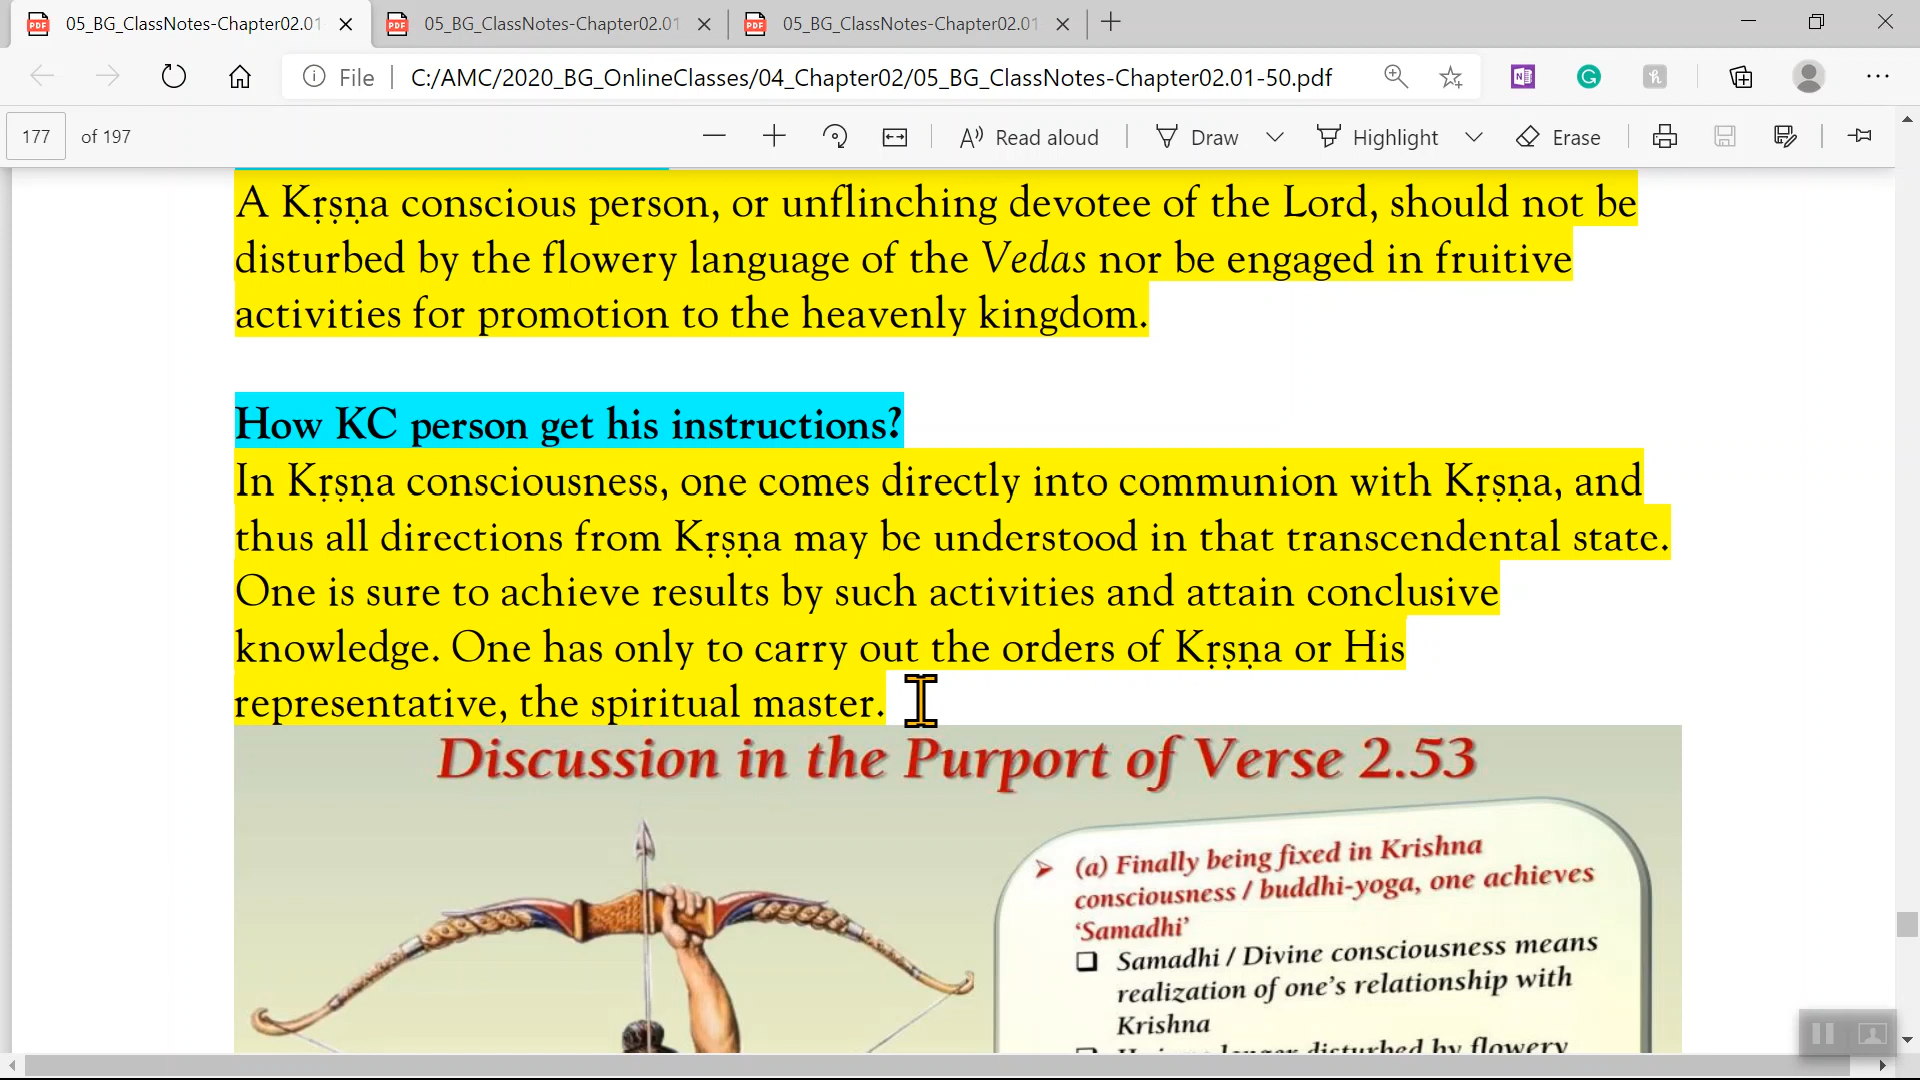 05_BG_ClassNotes-Chapter02.01
05_BG_ClassNotes-Chapter02.01
05_BG_ClassNotes-Chapter02.01
File
C:/AMC/2020_BG_OnlineClasses/04_Chapter02/05_BG_ClassNotes-Chapter02.01-50.pdf
177 of 197
Read aloud
Draw
Highlight
Erase
A Kṛṣṇa conscious person, or unflinching devotee of the Lord, should not be
disturbed by the flowery language of the Vedas nor be engaged in fruitive
activities for promotion to the heavenly kingdom.
How KC person get his instructions?
In Kṛṣṇa consciousness, one comes directly into communion with Kṛṣṇa, and
thus all directions from Kṛṣṇa may be understood in that transcendental state.
One is sure to achieve results by such activities and attain conclusive
knowledge. One has only to carry out the orders of Kṛṣṇa or His
representative, the spiritual master.
Discussion in the Purport of Verse 2.53
(a) Finally being fixed in Krishna
consciousness / buddhi-yoga, one achieves
‘Samadhi’
Samadhi / Divine consciousness means
realization of one’s relationship with
Krishna
disturbed by flowery